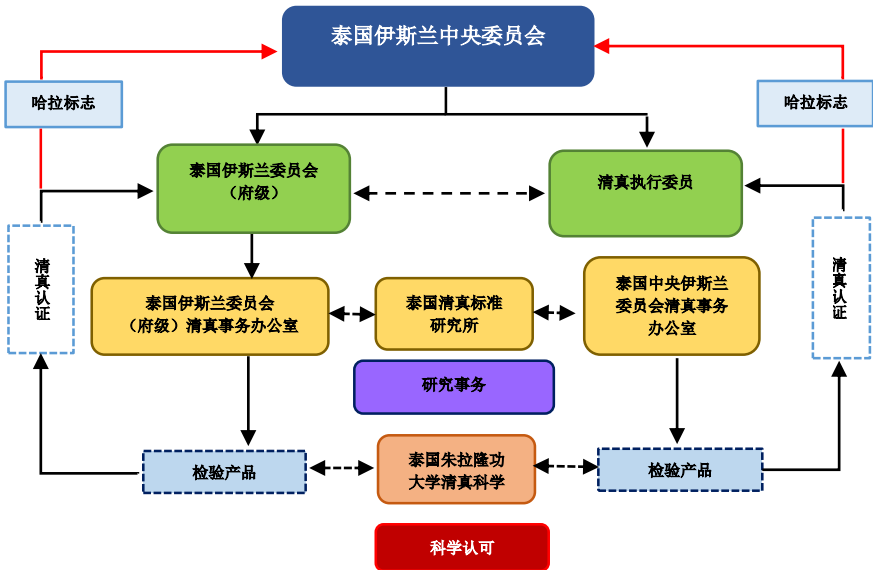 泰国伊斯兰中央委员会
哈拉标志
哈拉标志
泰国伊斯兰委员会
（府级）
清真执行委员
清真认证
清真认证
泰国伊斯兰委员会
（府级）清真事务办公室
泰国清真标准
研究所
泰国中央伊斯兰
委员会清真事务
办公室
研究事务
检验产品
泰国朱拉隆功
大学清真科学
检验产品
科学认可